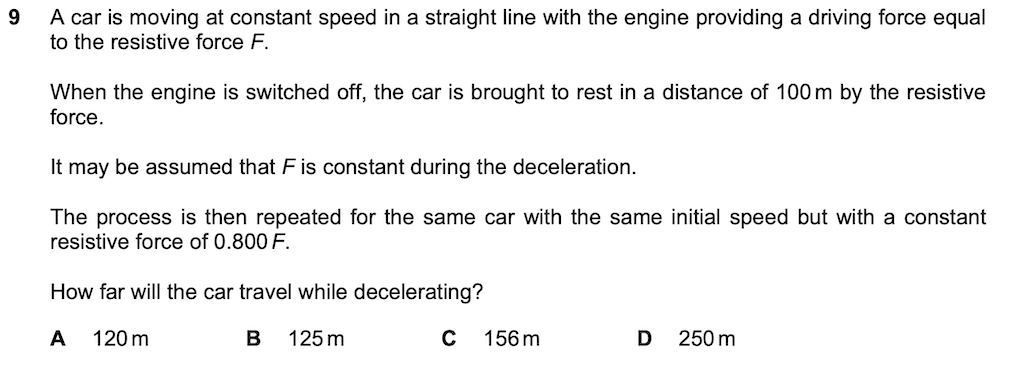 9 A car is moving at constant speed in a straight line with the engine providing a driving force equal
to the resistive force F.
When the engine is switched off, the car is brought to rest in a distance of 100 m by the resistive
force.
It may be assumed that F is constant during the deceleration.
The process is then repeated for the same car with the same initial speed but with a constant
resistive force of 0.800 F.
How far will the car travel while decelerating?
A 120 m B 125 m C 156 m D 250 m